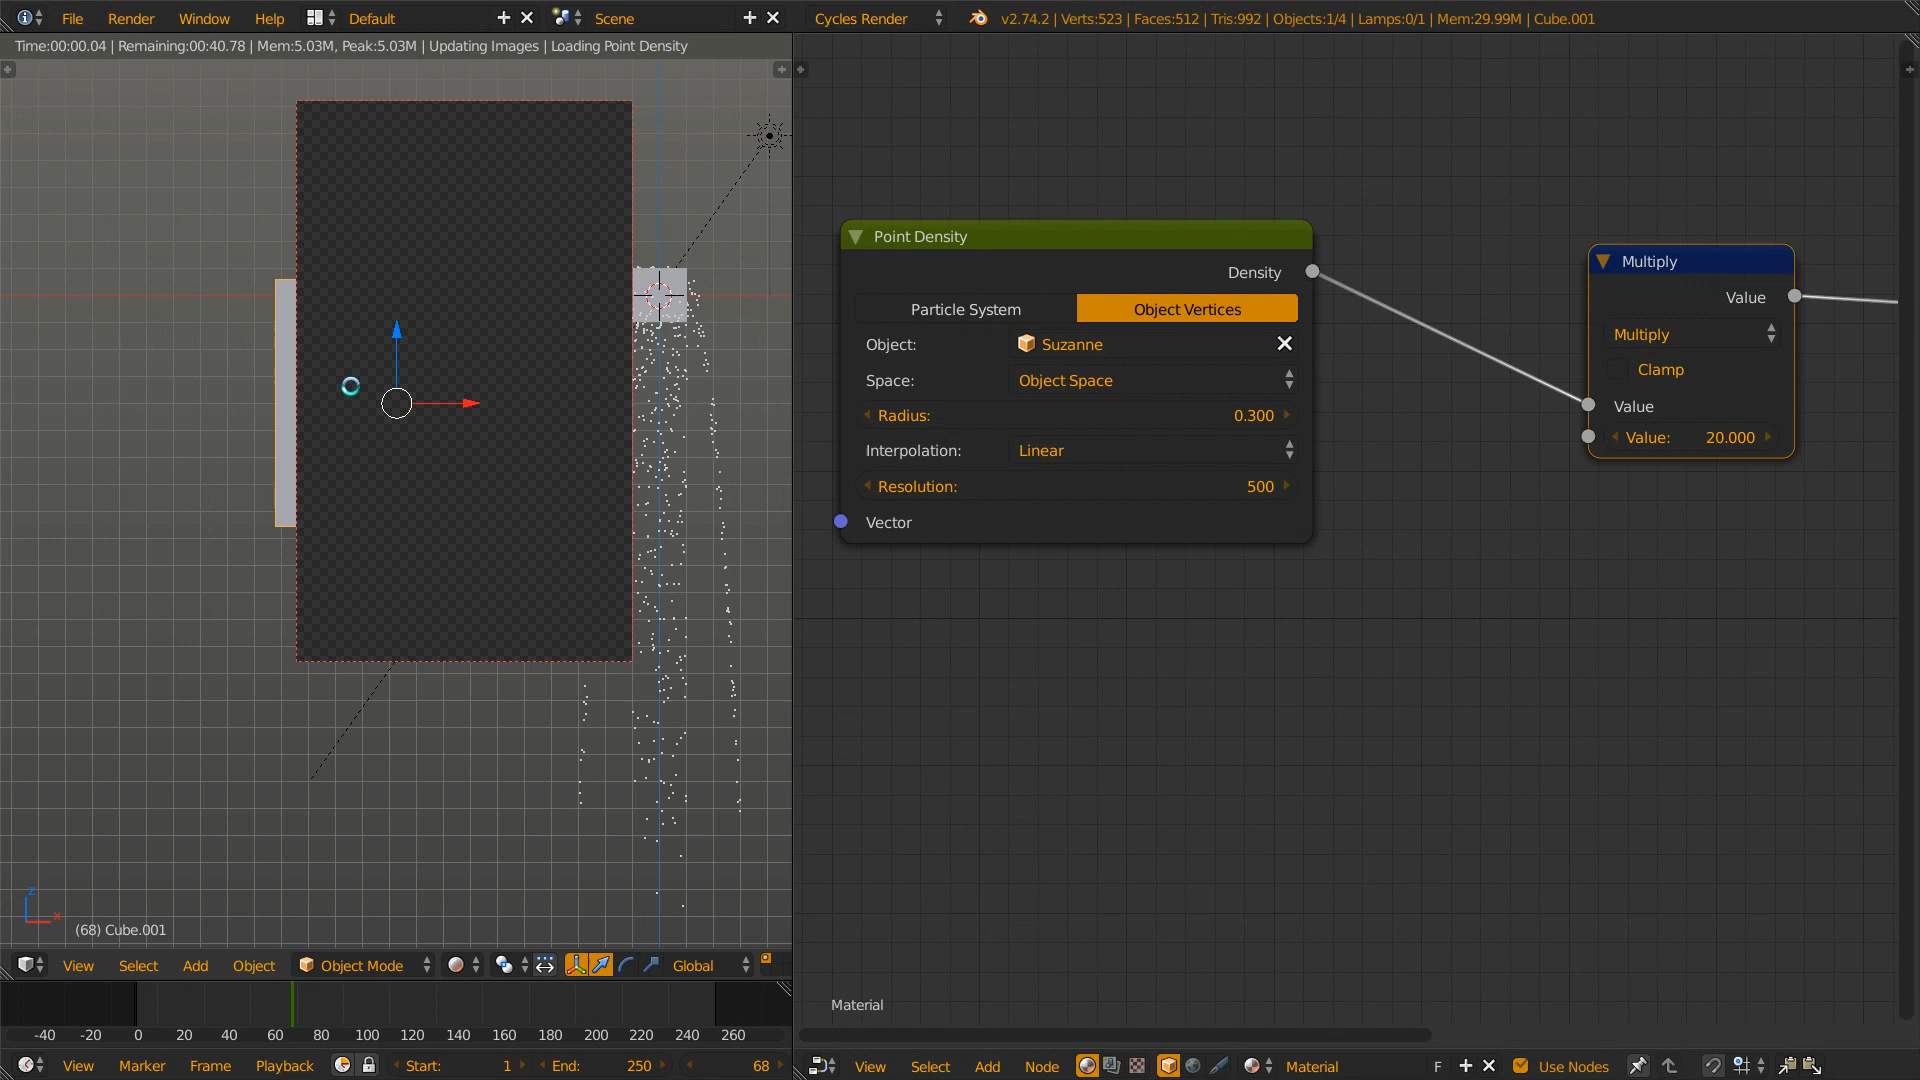 File Render Window Help Default Scene Cycles Render v2.74.2 | Verts:523 | Faces:512 | Tris:992 | Objects:1/4 | Lamps:0/1 | Mem:29.99M | Cube.001
Time:00:00.04 | Remaining:00:40.78 | Mem:5.03M, Peak:5.03M | Updating Images | Loading Point Density
Point Density
Density
Particle System Object Vertices
Object: Suzanne
Space: Object Space
Radius: 0.300
Interpolation: Linear
Resolution: 500
Vector
Multiply
Value
Multiply
Clamp
Value
Value: 20.000
z
x
(68) Cube.001
View Select Add Object Object Mode Global
-40 -20 0 20 40 60 80 100 120 140 160 180 200 220 240 260
View Marker Frame Playback Start: 1 End: 250 68
Material
View Select Add Node Material F Use Nodes